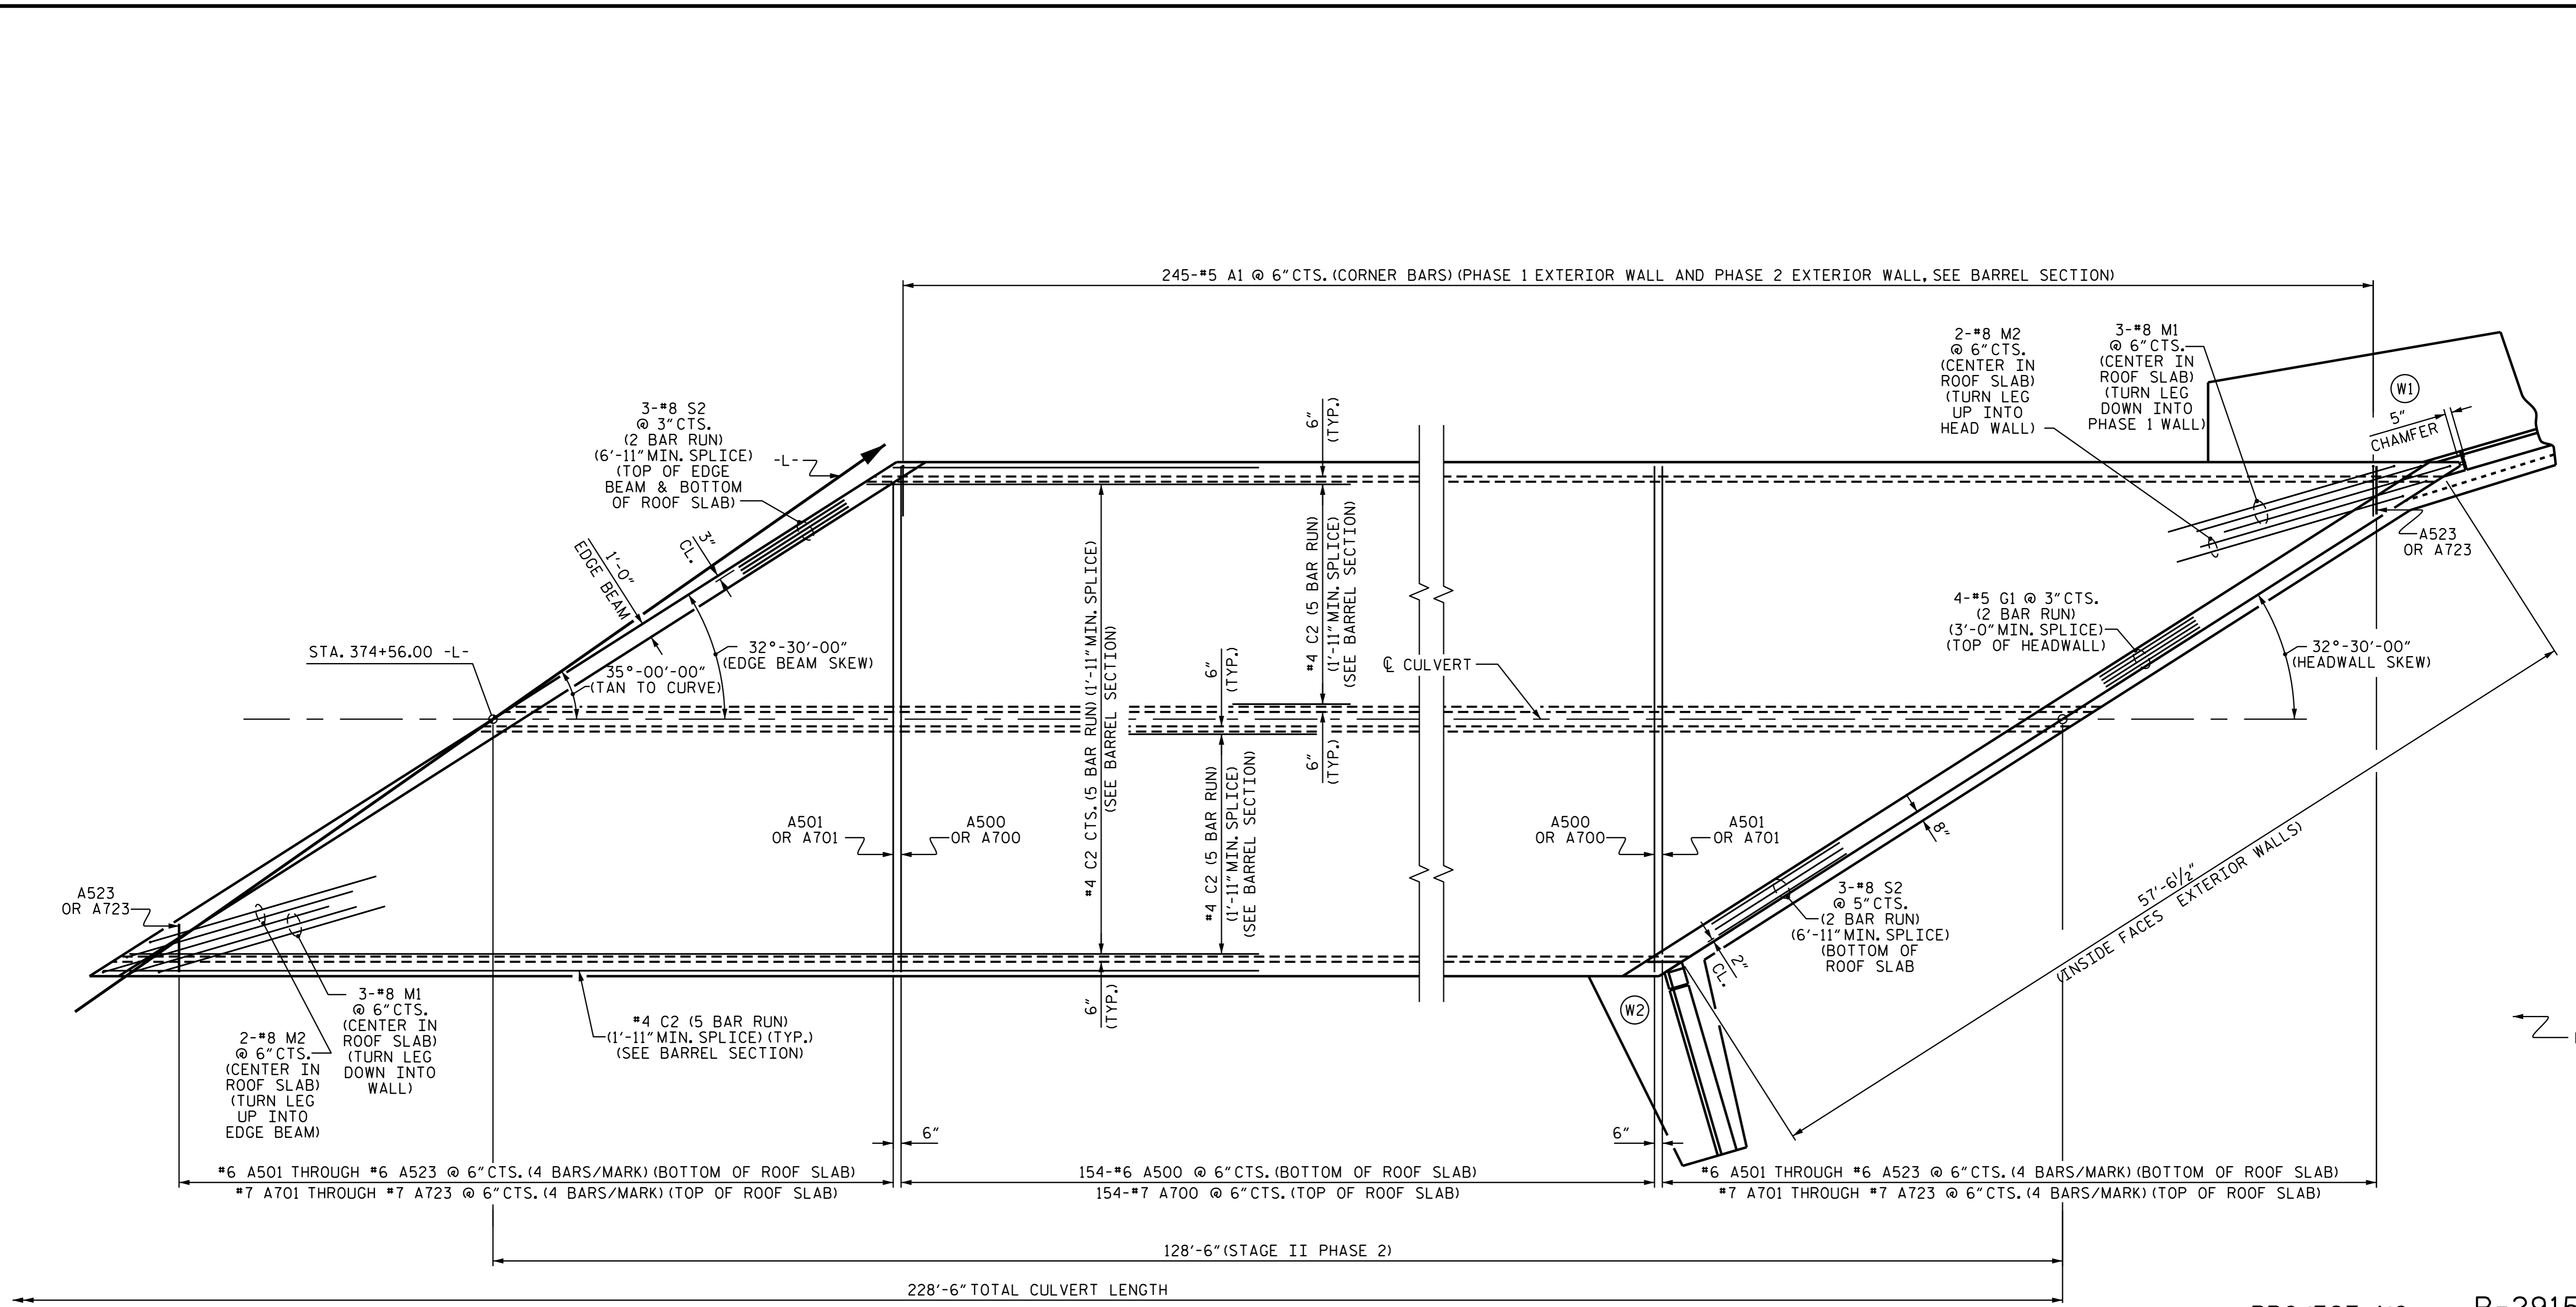 245-#5 A1 @ 6"CTS.(CORNER BARS)(PHASE 1 EXTERIOR WALL AND PHASE 2 EXTERIOR WALL, SEE BARREL SECTION)
2-#8 M2
@ 6"CTS.
(CENTER IN
ROOF SLAB)
(TURN LEG
UP INTO
HEAD WALL)
3-#8 M1
@ 6"CTS.
(CENTER IN
ROOF SLAB)
(TURN LEG
DOWN INTO
PHASE 1 WALL)
W1
5"
CHAMFER
3-#8 S2
@ 3"CTS.
(2 BAR RUN)
(6'-11"MIN. SPLICE)
(TOP OF EDGE
BEAM & BOTTOM
OF ROOF SLAB)
-L-
6"
(TYP.)
3"
CL.
1'-0"
EDGE BEAM
32°-30'-00"
(EDGE BEAM SKEW)
35°-00'-00"
(TAN TO CURVE)
STA. 374+56.00 -L-
#4 C2 CTS.(5 BAR RUN)(1'-11"MIN. SPLICE)
(SEE BARREL SECTION)
#4 C2 (5 BAR RUN)
(1'-11"MIN. SPLICE)
(SEE BARREL SECTION)
6"
(TYP.)
6"
(TYP.)
#4 C2 (5 BAR RUN)
(1'-11"MIN. SPLICE)
(SEE BARREL SECTION)
℄ CULVERT
A523
OR A723
4-#5 G1 @ 3"CTS.
(2 BAR RUN)
(3'-0"MIN. SPLICE)
(TOP OF HEADWALL)
32°-30'-00"
(HEADWALL SKEW)
A501
OR A701
A500
OR A700
A500
OR A700
A501
OR A701
8"
57'-6½"
(INSIDE FACES EXTERIOR WALLS)
3-#8 S2
@ 5"CTS.
(2 BAR RUN)
(6'-11"MIN. SPLICE)
(BOTTOM OF
ROOF SLAB
2"
CL.
W2
A523
OR A723
3-#8 M1
@ 6"CTS.
(CENTER IN
ROOF SLAB)
(TURN LEG
DOWN INTO
WALL)
2-#8 M2
@ 6"CTS.
(CENTER IN
ROOF SLAB)
(TURN LEG
UP INTO
EDGE BEAM)
#4 C2 (5 BAR RUN)
(1'-11"MIN. SPLICE)(TYP.)
(SEE BARREL SECTION)
6"
(TYP.)
6"
6"
#6 A501 THROUGH #6 A523 @ 6"CTS.(4 BARS/MARK)(BOTTOM OF ROOF SLAB)
#7 A701 THROUGH #7 A723 @ 6"CTS.(4 BARS/MARK)(TOP OF ROOF SLAB)
154-#6 A500 @ 6"CTS.(BOTTOM OF ROOF SLAB)
154-#7 A700 @ 6"CTS.(TOP OF ROOF SLAB)
#6 A501 THROUGH #6 A523 @ 6"CTS.(4 BARS/MARK)(BOTTOM OF ROOF SLAB)
#7 A701 THROUGH #7 A723 @ 6"CTS.(4 BARS/MARK)(TOP OF ROOF SLAB)
128'-6"(STAGE II PHASE 2)
228'-6"TOTAL CULVERT LENGTH